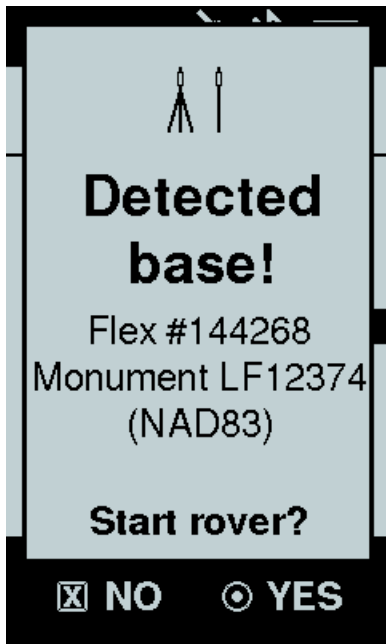 Detected
base!
Flex #144268
Monument LF12374
(NAD83)
Start rover?
X NO YES